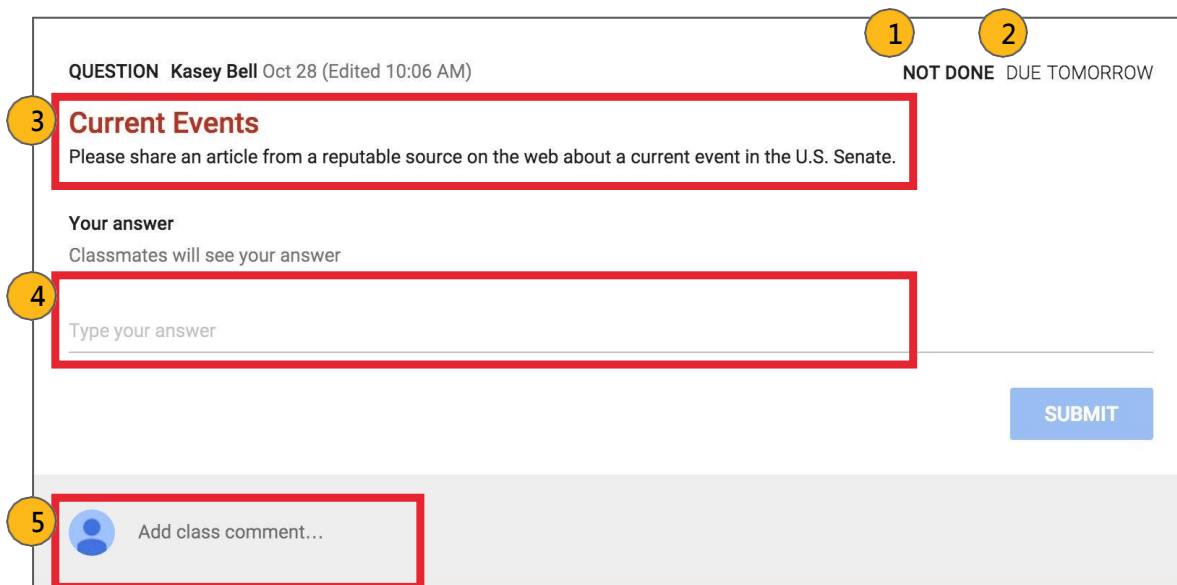 1 2
QUESTION Kasey Bell Oct 28 (Edited 10:06 AM) NOT DONE DUE TOMORROW
3 Current Events
Please share an article from a reputable source on the web about a current event in the U.S. Senate.
Your answer
Classmates will see your answer
4
Type your answer
SUBMIT
5 Add class comment...